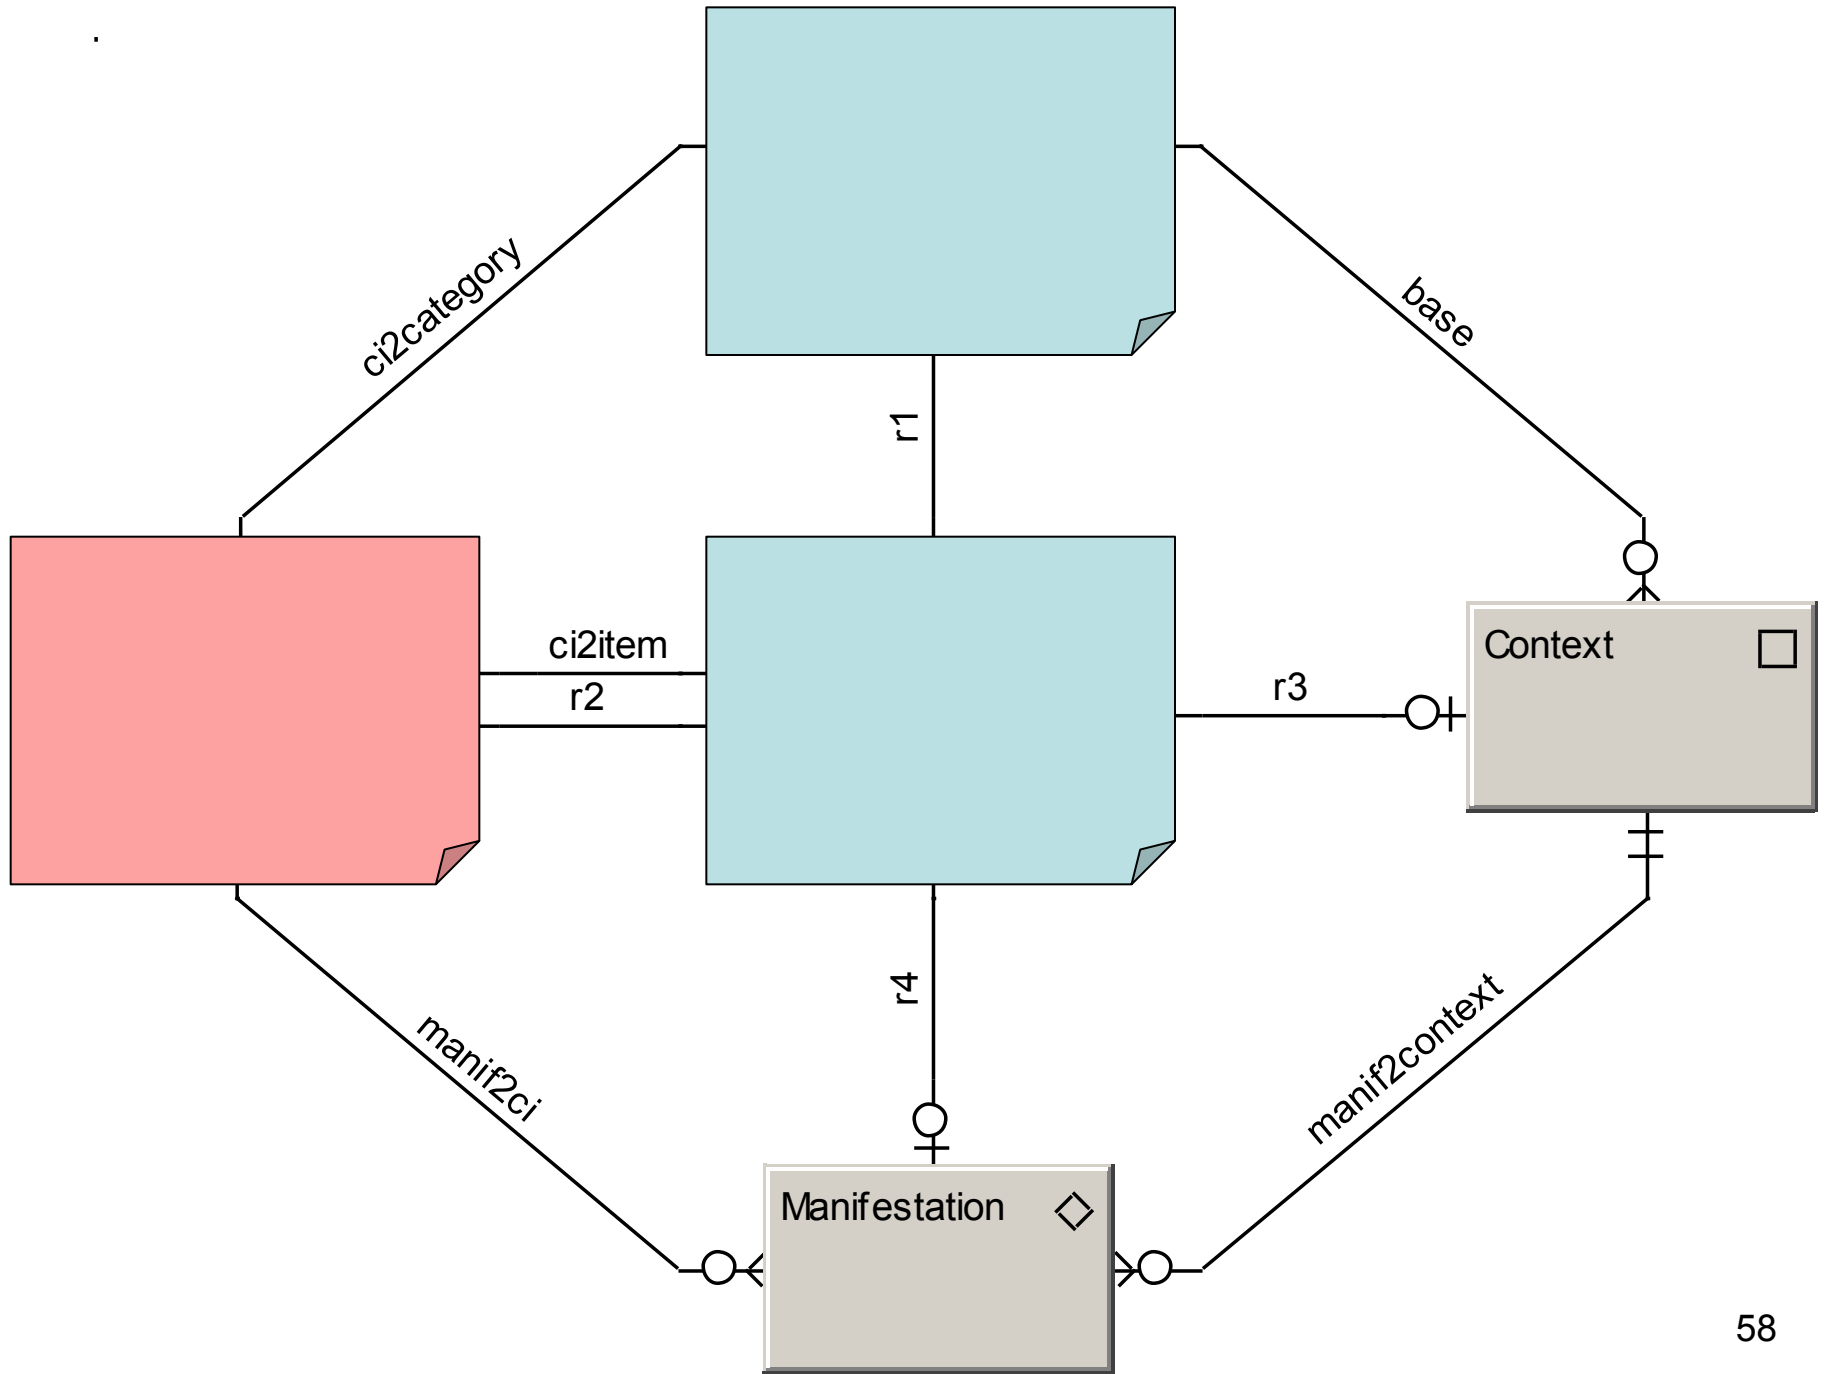 .
ci2category
base
r1
ci2item
r2
r3
Context
r4
manif2ci
manif2context
Manifestation
58